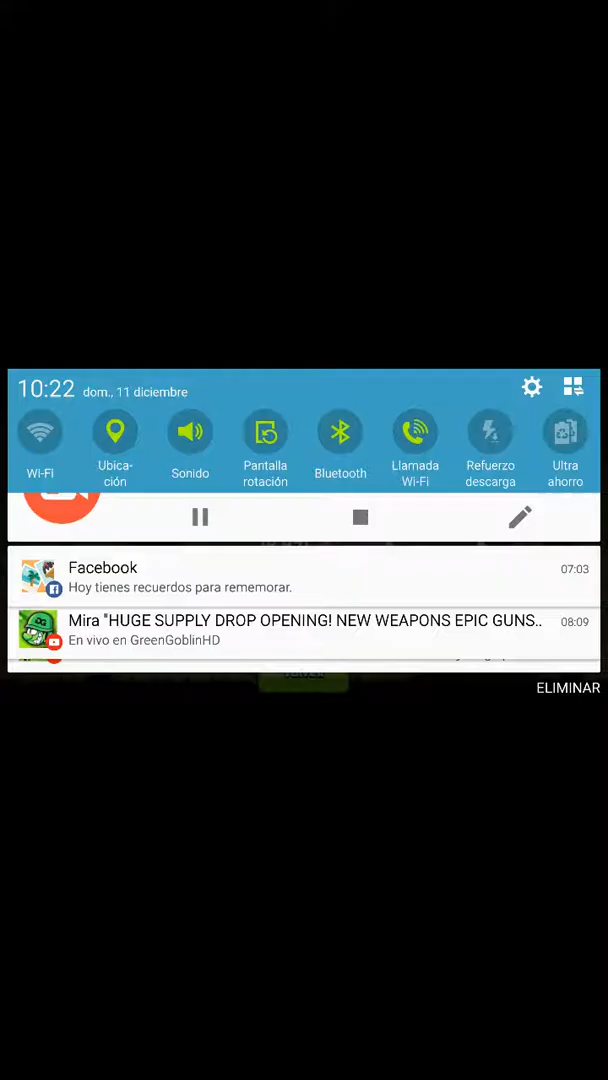 10:22 dom., 11 diciembre
Wi-Fi
Ubica-
ción
Sonido
Pantalla
rotación
Bluetooth
Llamada
Wi-Fi
Refuerzo
descarga
Ultra
ahorro
Facebook 07:03
Hoy tienes recuerdos para rememorar.
Mira "HUGE SUPPLY DROP OPENING! NEW WEAPONS EPIC GUNS.. 08:09
En vivo en GreenGoblinHD
ELIMINAR